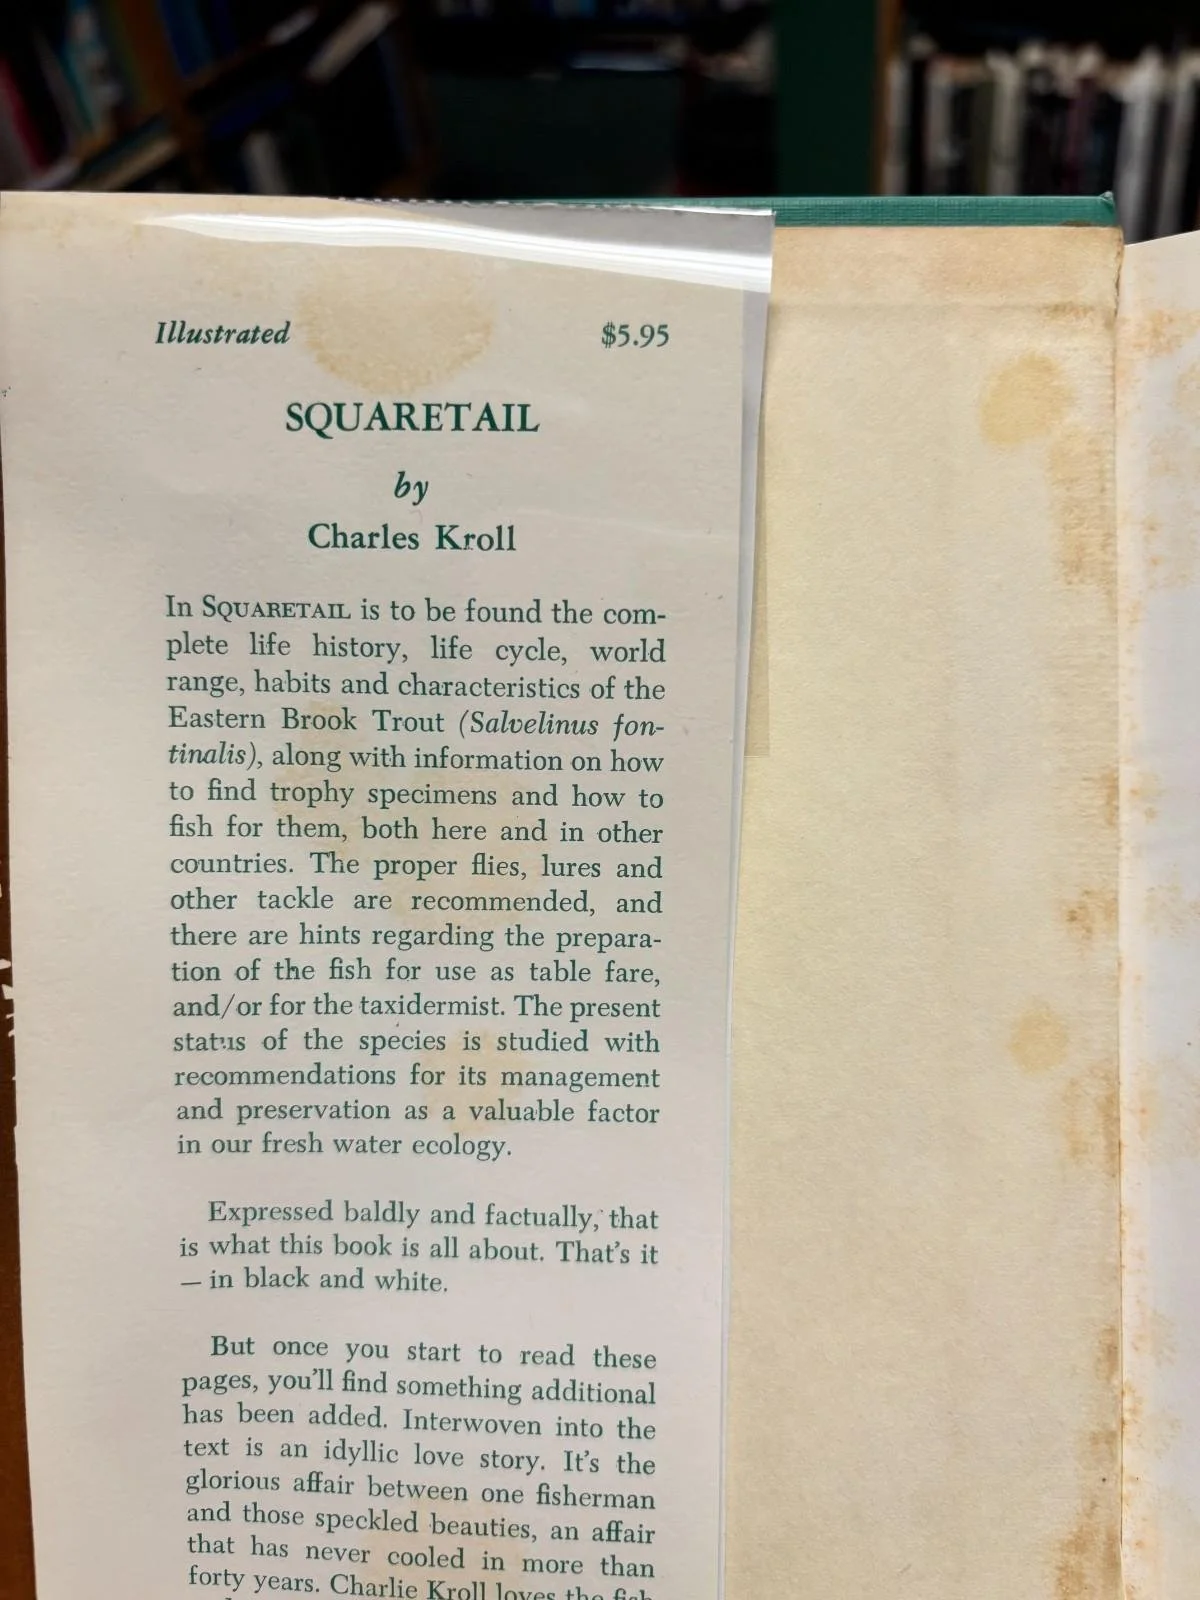 Illustrated $5.95
SQUARETAIL
by
Charles Kroll
In SQUARETAIL is to be found the com-
plete life history, life cycle, world
range, habits and characteristics of the
Eastern Brook Trout (Salvelinus fon-
tinalis), along with information on how
to find trophy specimens and how to
fish for them, both here and in other
countries. The proper flies, lures and
other tackle are recommended, and
there are hints regarding the prepara-
tion of the fish for use as table fare,
and/or for the taxidermist. The present
status of the species is studied with
recommendations for its management
and preservation as a valuable factor
in our fresh water ecology.
Expressed baldly and factually, that
is what this book is all about. That's it
— in black and white.
But once you start to read these
pages, you'll find something additional
has been added. Interwoven into the
text is an idyllic love story. It's the
glorious affair between one fisherman
and those speckled beauties, an affair
that has never cooled in more than
forty years. Charlie Kroll loves the fish